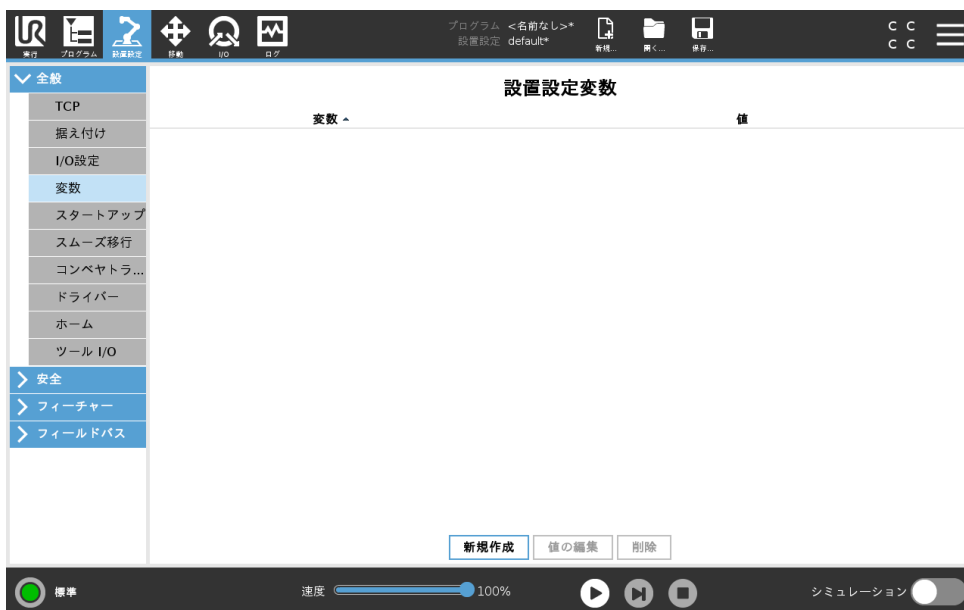 UR
実行 プログラム 設置設定 移動 I/O ログ
プログラム <名前なし>*
設置設定 default*
新規... 開く... 保存...
C C
C C
全般
TCP
据え付け
I/O設定
変数
スタートアップ
スムーズ移行
コンベヤトラ...
ドライバー
ホーム
ツール I/O
安全
フィーチャー
フィールドバス
設置設定変数
変数 値
新規作成 値の編集 削除
標準 速度 100% シミュレーション